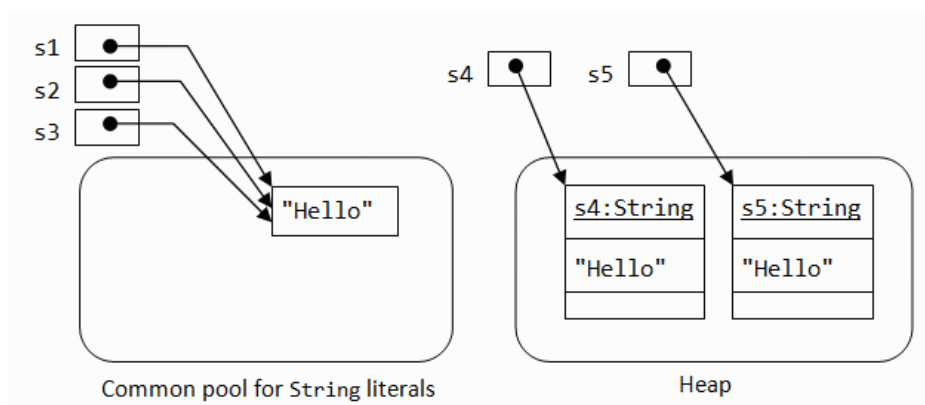 s1
s2
s3
s4
s5
"Hello"
s4:String
"Hello"
s5:String
"Hello"
Common pool for String literals
Heap